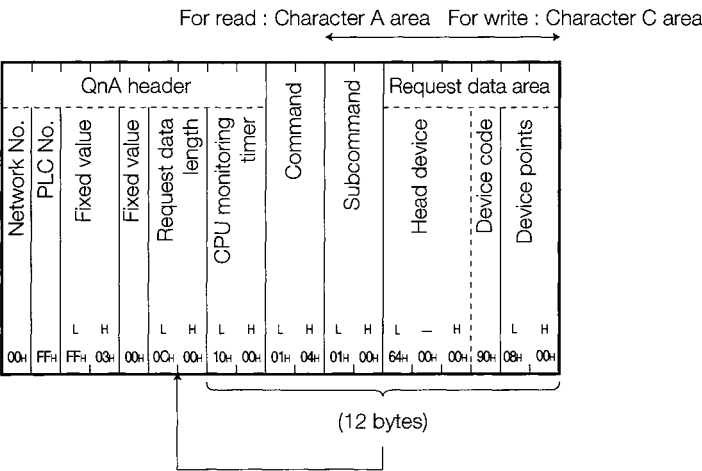 For read : Character A area For write : Character C area
QnA header
Request data area
Network No.
PLC No.
Fixed value
Fixed value
Request data
length
CPU monitoring
timer
Command
Subcommand
Head device
Device code
Device points
L H L H L H L H L H L – H L H
00H FFH FFH 03H 00H 0CH 00H 10H 00H 01H 04H 01H 00H 64H 00H 00H 90H 08H 00H
(12 bytes)